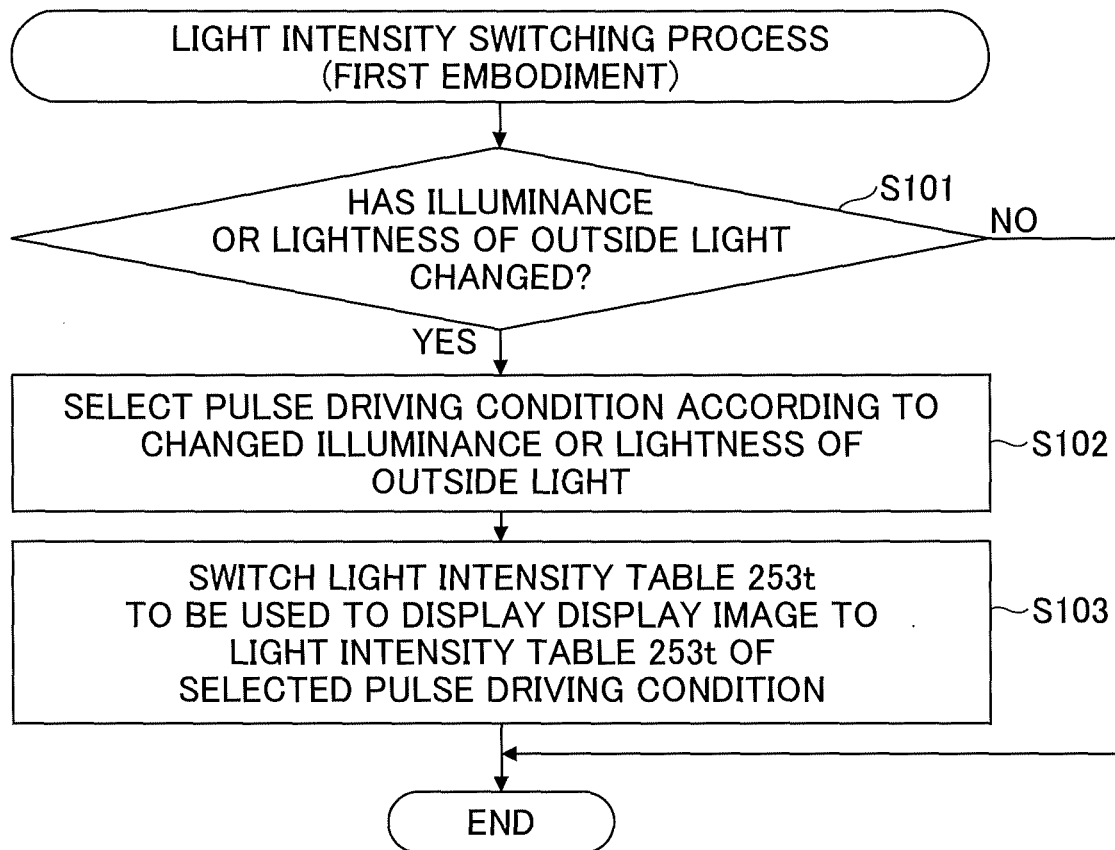 LIGHT INTENSITY SWITCHING PROCESS
(FIRST EMBODIMENT)
S101
HAS ILLUMINANCE
OR LIGHTNESS OF OUTSIDE LIGHT
CHANGED?
NO
YES
SELECT PULSE DRIVING CONDITION ACCORDING TO
CHANGED ILLUMINANCE OR LIGHTNESS OF
OUTSIDE LIGHT
S102
SWITCH LIGHT INTENSITY TABLE 253t
TO BE USED TO DISPLAY DISPLAY IMAGE TO
LIGHT INTENSITY TABLE 253t OF
SELECTED PULSE DRIVING CONDITION
S103
END